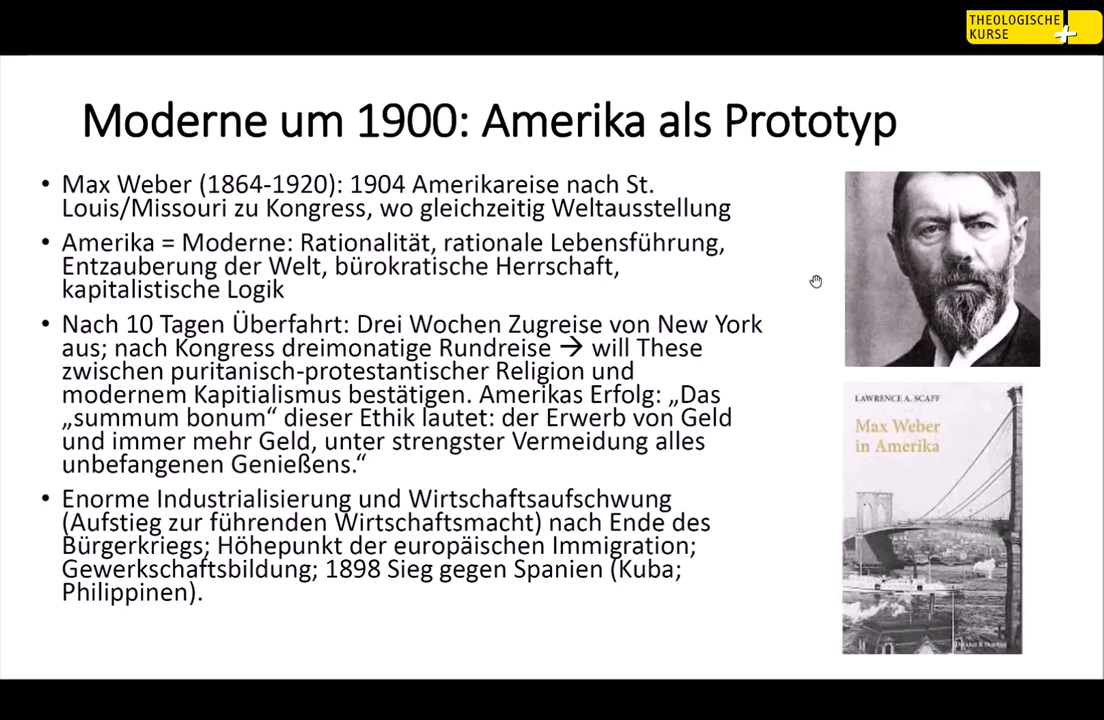 THEOLOGISCHE
KURSE
Moderne um 1900: Amerika als Prototyp
• Max Weber (1864-1920): 1904 Amerikareise nach St.
Louis/Missouri zu Kongress, wo gleichzeitig Weltausstellung
• Amerika = Moderne: Rationalität, rationale Lebensführung,
Entzauberung der Welt, bürokratische Herrschaft,
kapitalistische Logik
• Nach 10 Tagen Überfahrt: Drei Wochen Zugreise von New York
aus; nach Kongress dreimonatige Rundreise → will These
zwischen puritanisch-protestantischer Religion und
modernem Kapitialismus bestätigen. Amerikas Erfolg: „Das
„summum bonum“ dieser Ethik lautet: der Erwerb von Geld
und immer mehr Geld, unter strengster Vermeidung alles
unbefangenen Genießens.“
• Enorme Industrialisierung und Wirtschaftsaufschwung
(Aufstieg zur führenden Wirtschaftsmacht) nach Ende des
Bürgerkriegs; Höhepunkt der europäischen Immigration;
Gewerkschaftsbildung; 1898 Sieg gegen Spanien (Kuba;
Philippinen).
LAWRENCE A. SCAFF
Max Weber
in Amerika